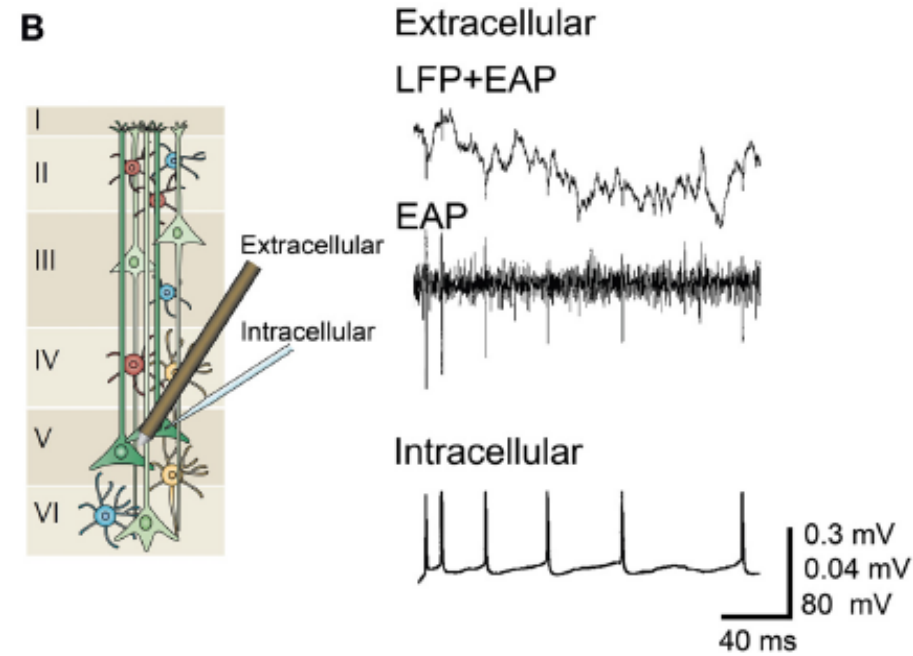 B
I
II
III
IV
V
VI
Extracellular
Intracellular
Extracellular
LFP+EAP
EAP
Intracellular
0.3 mV
0.04 mV
80 mV
40 ms